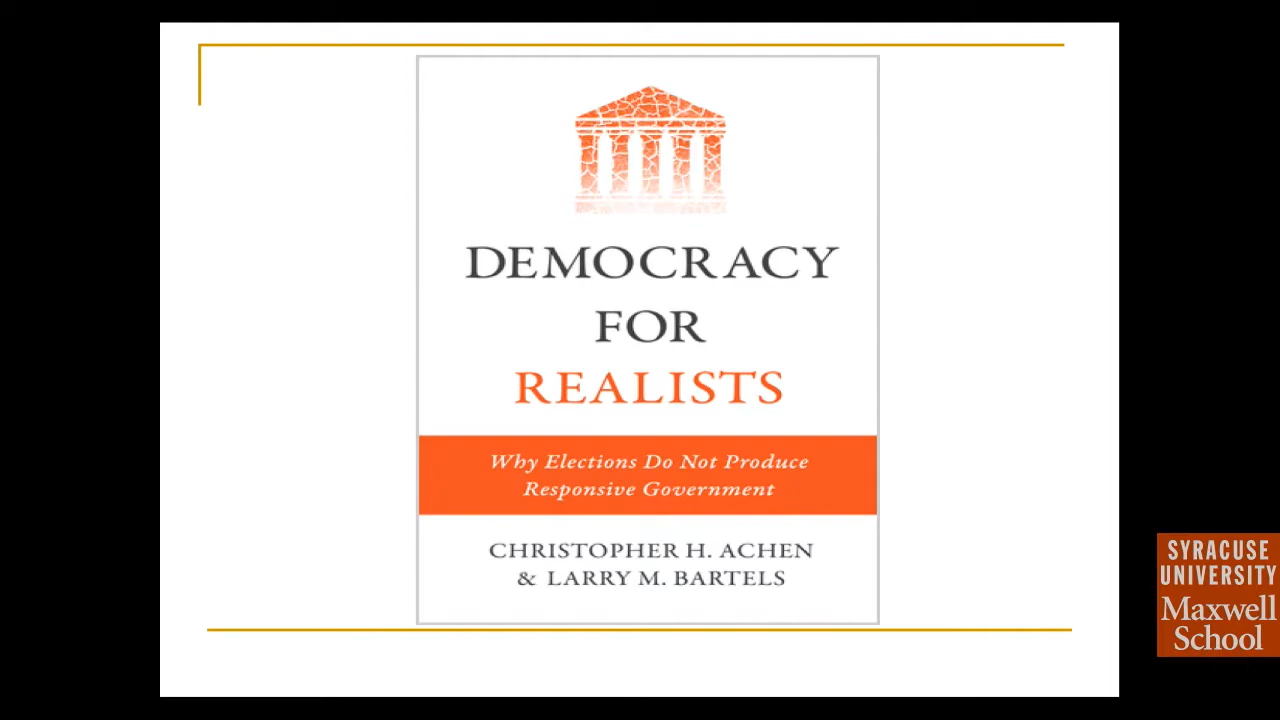 DEMOCRACY
FOR
REALISTS
Why Elections Do Not Produce
Responsive Government
CHRISTOPHER H. ACHEN
& LARRY M. BARTELS
SYRACUSE
UNIVERSITY
Maxwell
School